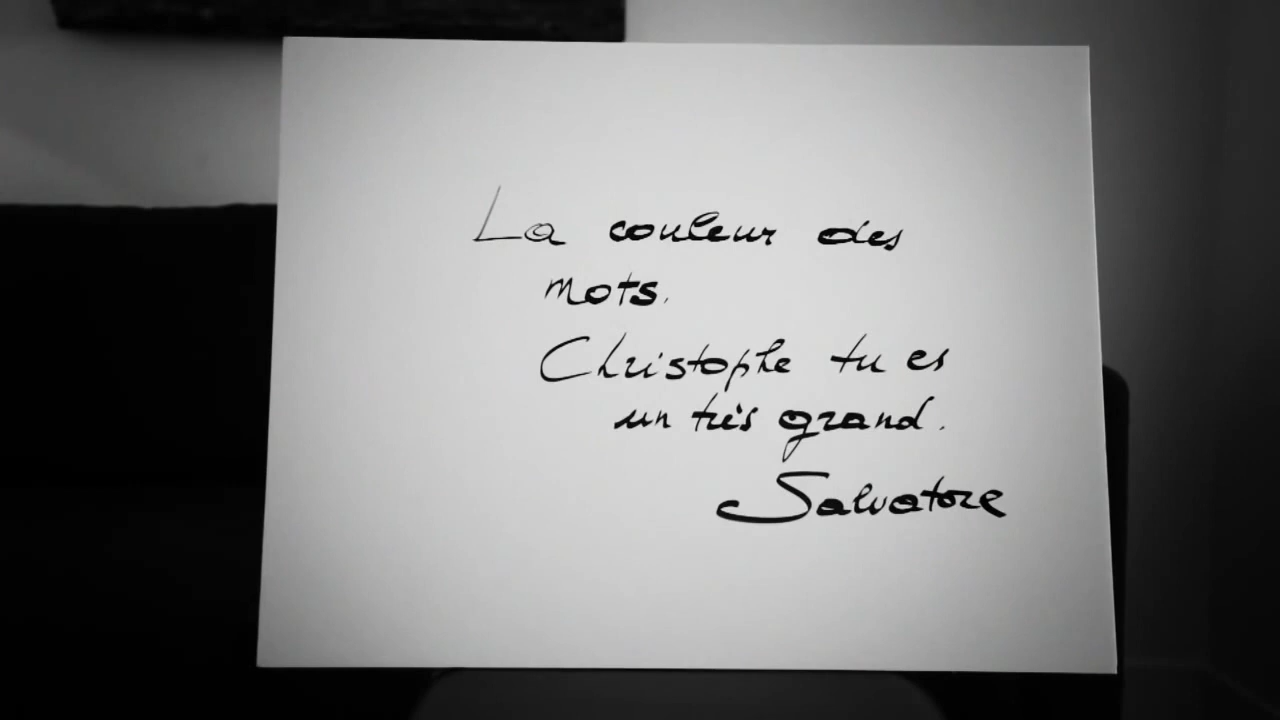 La couleur des
mots.
Christophe tu es
un très grand.
Salvatore